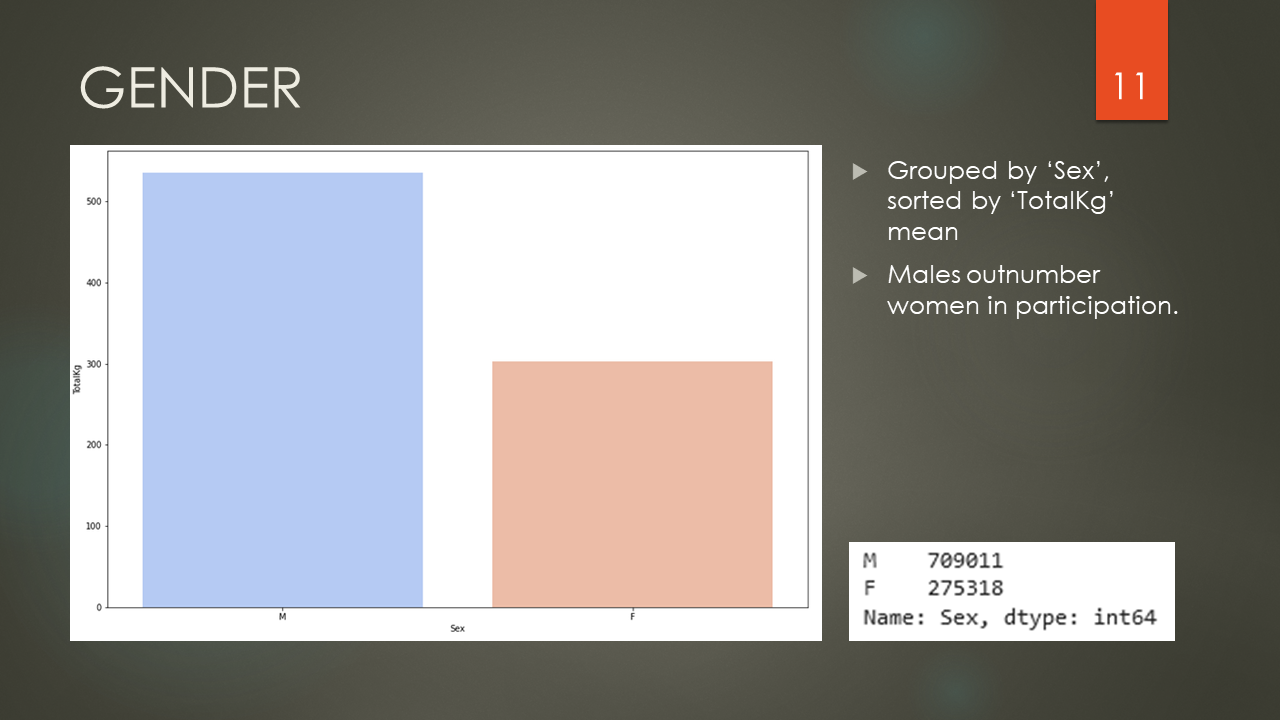 GENDER
11
500
400
300
200
100
0
TotalKg
M
F
Sex
Grouped by ‘Sex’,
sorted by ‘TotalKg’
mean
Males outnumber
women in participation.
M 709011
F 275318
Name: Sex, dtype: int64